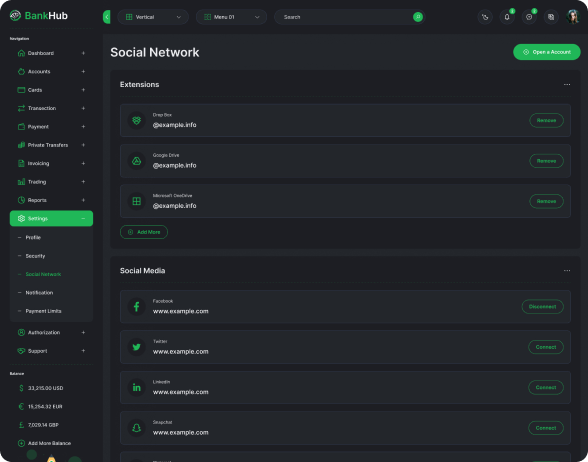 BankHub
Vertical
Menu 01
Search
2
2
Navigation
Dashboard +
Accounts +
Cards +
Transection +
Payment +
Private Transfers +
Invoicing +
Trading +
Reports +
Settings −
Profile
Security
Social Network
Notification
Payment Limits
Authorization +
Support +
Balance
$ 33,215.00 USD
€ 15,254.32 EUR
£ 7,029.14 GBP
Add More Balance
Social Network
Open a Account
Extensions
Drop Box
@example.info
Remove
Google Drive
@example.info
Remove
Microsoft OneDrive
@example.info
Remove
Add More
Social Media
Facebook
www.example.com
Disconnect
Twitter
www.example.com
Connect
Linkedin
www.example.com
Connect
Snapchat
www.example.com
Connect